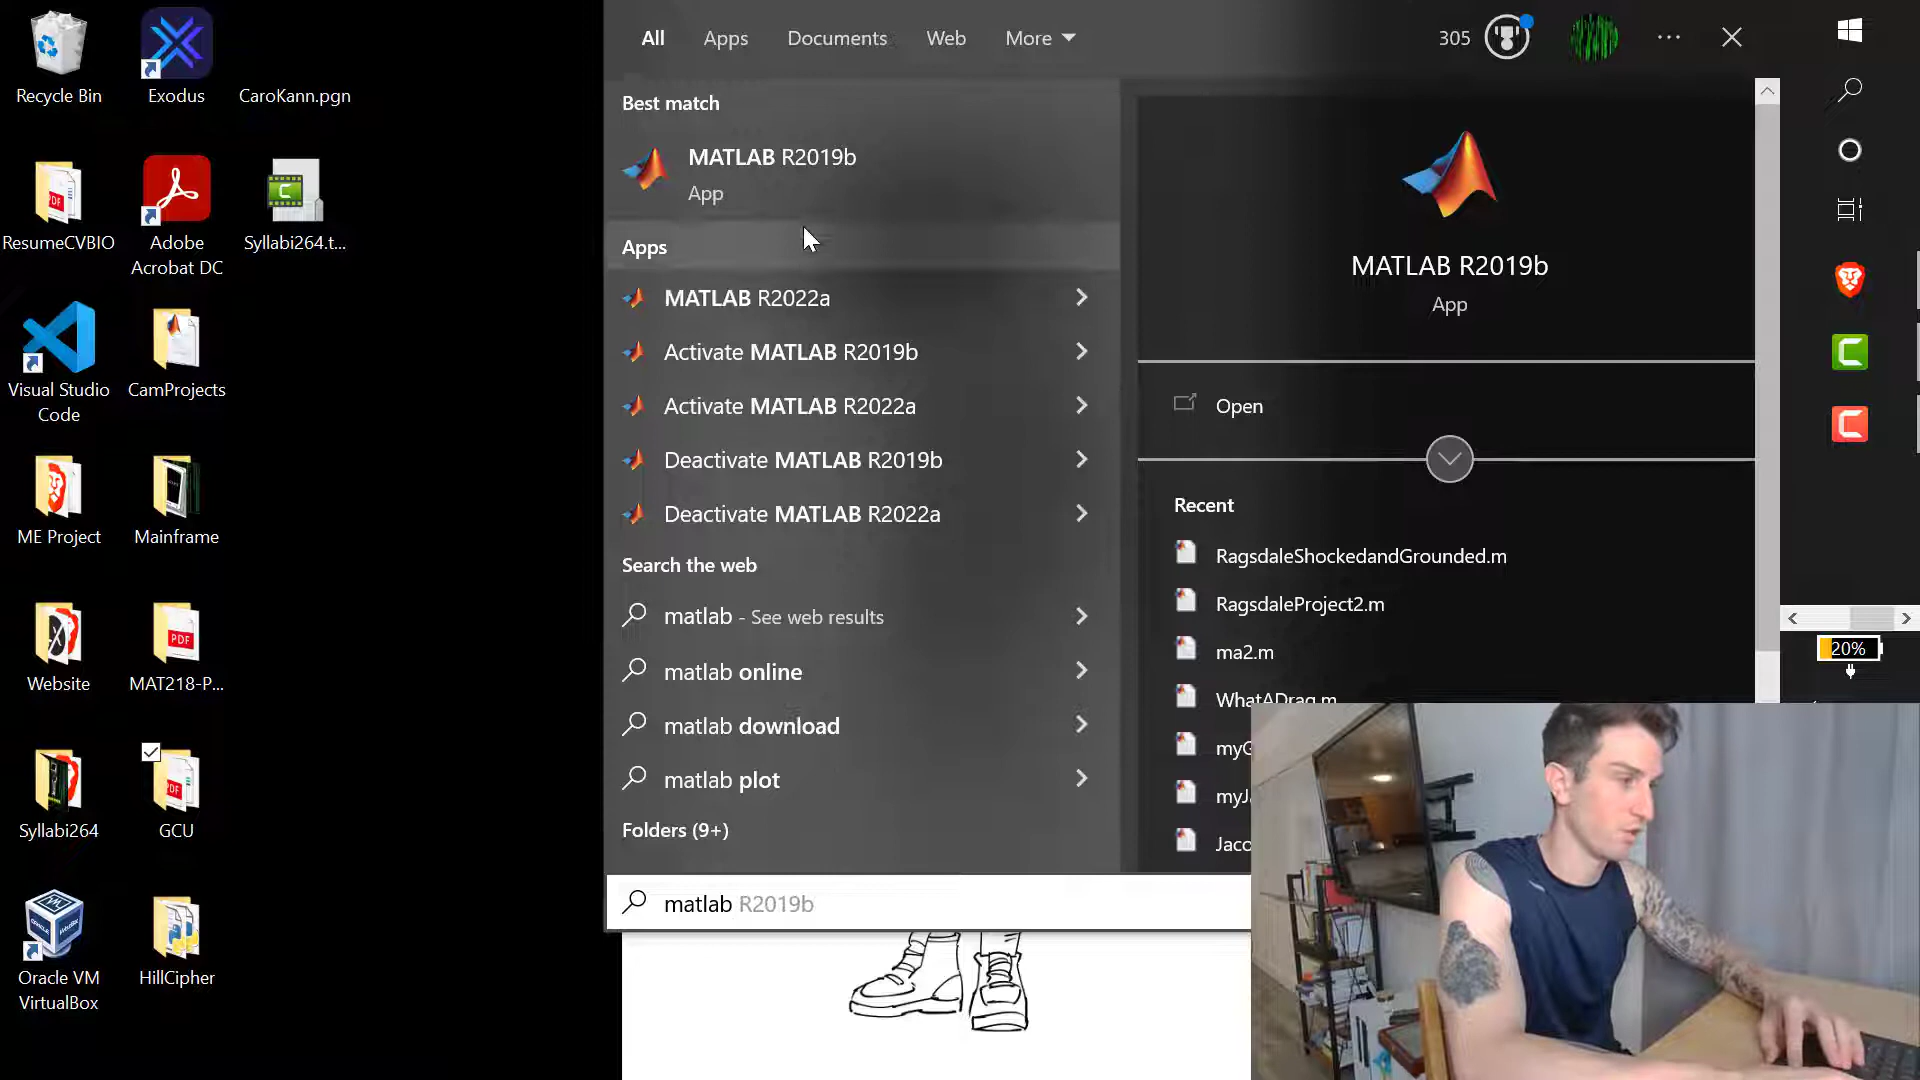 Recycle Bin
Exodus
CaroKann.pgn
ResumeCVBIO
Adobe
Acrobat DC
Syllabi264.t...
Visual Studio
Code
CamProjects
ME Project
Mainframe
Website
MAT218-P...
Syllabi264
GCU
Oracle VM
VirtualBox
HillCipher
All
Apps
Documents
Web
More
305
Best match
MATLAB R2019b
App
Apps
MATLAB R2022a
Activate MATLAB R2019b
Activate MATLAB R2022a
Deactivate MATLAB R2019b
Deactivate MATLAB R2022a
Search the web
matlab - See web results
matlab online
matlab download
matlab plot
Folders (9+)
matlab R2019b
MATLAB R2019b
App
Open
Recent
RagsdaleShockedandGrounded.m
RagsdaleProject2.m
ma2.m
WhatADrag.m
20%